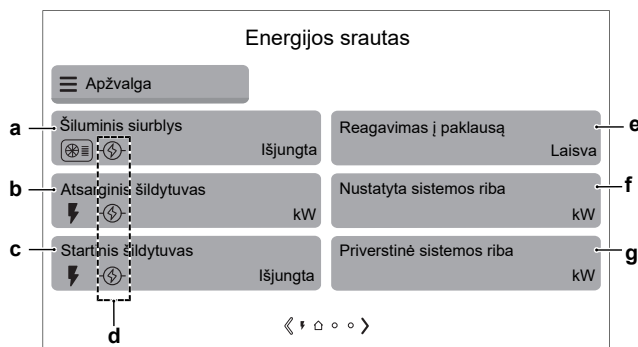 Energijos srautas
Apžvalga
a
Šiluminis siurblys
Išjungta
Reagavimas į paklausą
Laisva
e
b
Atsarginis šildytuvas
kW
Nustatyta sistemos riba
kW
f
c
Startinis šildytuvas
Išjungta
Priverstinė sistemos riba
kW
g
d